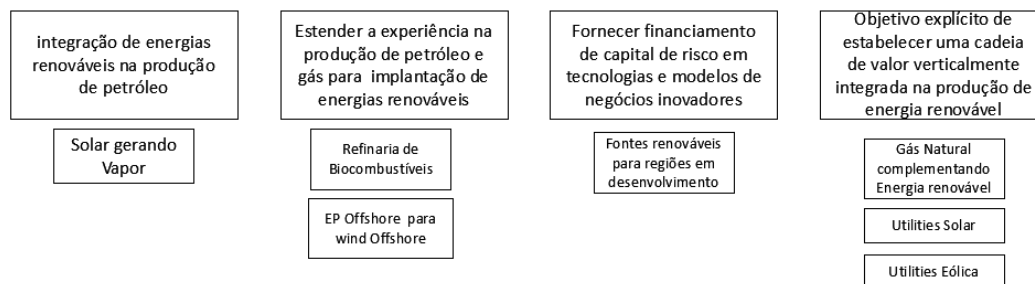 integração de energias
renováveis na produção
de petróleo
Solar gerando
Vapor
Estender a experiência na
produção de petróleo e
gás para implantação de
energias renováveis
Refinaria de
Biocombustíveis
EP Offshore para
wind Offshore
Fornecer financiamento
de capital de risco em
tecnologias e modelos de
negócios inovadores
Fontes renováveis
para regiões em
desenvolvimento
Objetivo explícito de
estabelecer uma cadeia
de valor verticalmente
integrada na produção de
energia renovável
Gás Natural
complementando
Energia renovável
Utilities Solar
Utilities Eólica